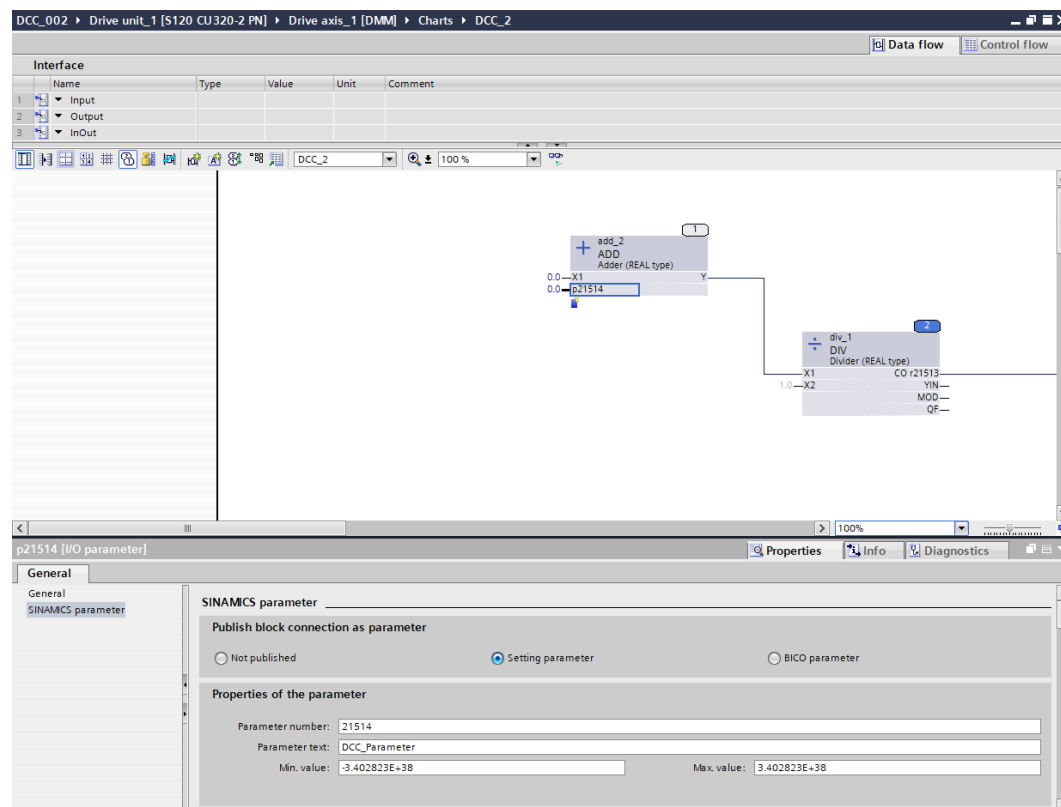 DCC_002 ▸ Drive unit_1 [S120 CU320-2 PN] ▸ Drive axis_1 [DMM] ▸ Charts ▸ DCC_2
Data flow Control flow
Interface
Name Type Value Unit Comment
1 Input
2 Output
3 InOut
DCC_2 100 %
1
add_2
ADD
Adder (REAL type)
0.0 X1 Y
0.0 p21514
2
div_1
DIV
Divider (REAL type)
X1 CO r21513
1.0 X2 YIN
MOD
QF
100%
p21514 [I/O parameter]
Properties Info Diagnostics
General
General
SINAMICS parameter
SINAMICS parameter
Publish block connection as parameter
Not published Setting parameter BICO parameter
Properties of the parameter
Parameter number: 21514
Parameter text: DCC_Parameter
Min. value: -3.402823E+38 Max. value: 3.402823E+38